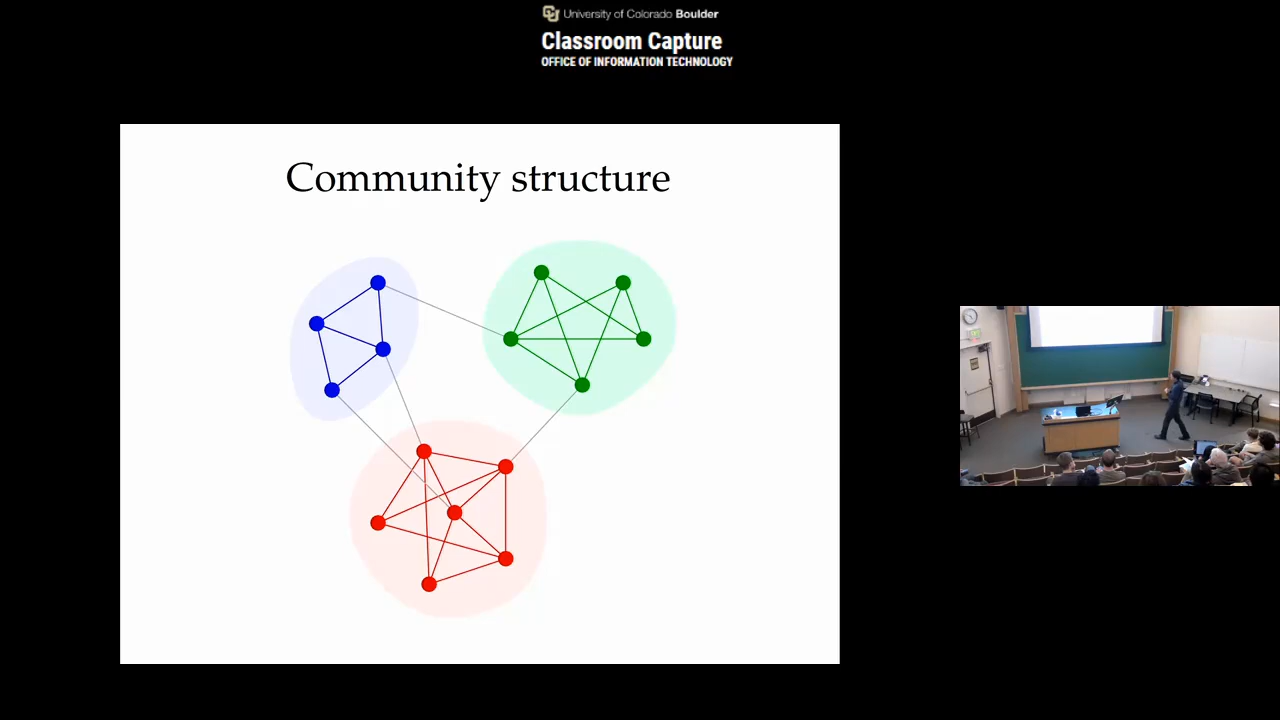 University of Colorado Boulder
Classroom Capture
OFFICE OF INFORMATION TECHNOLOGY
Community structure